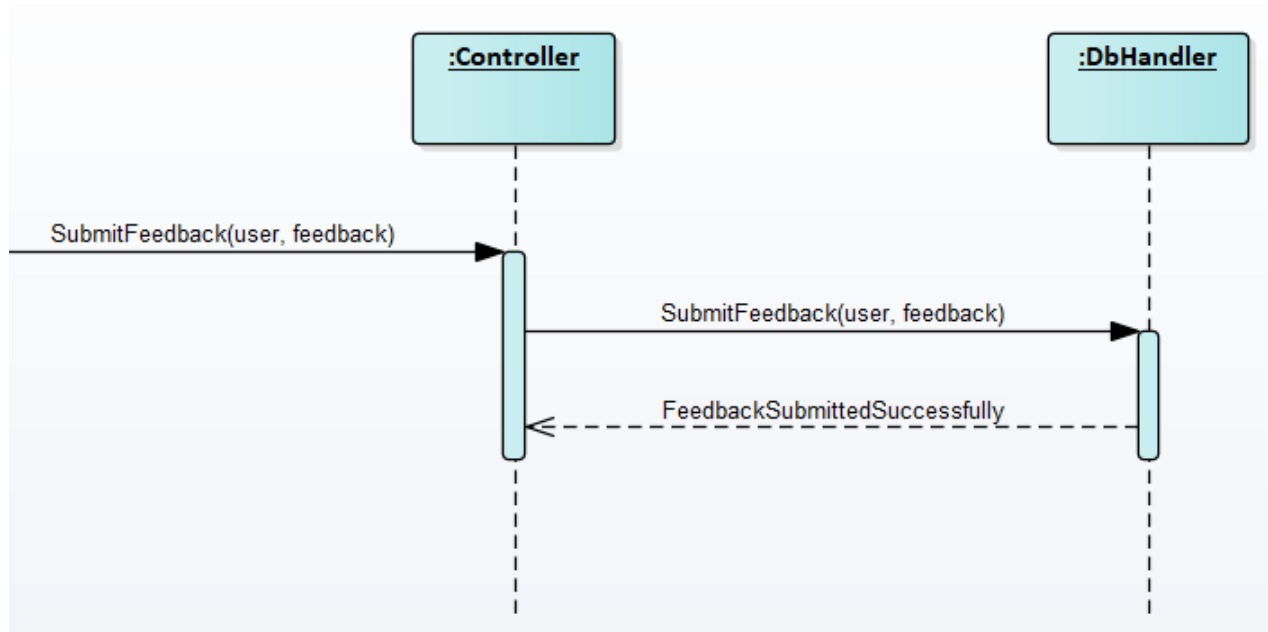 :Controller
:DbHandler
SubmitFeedback(user, feedback)
SubmitFeedback(user, feedback)
FeedbackSubmittedSuccessfully